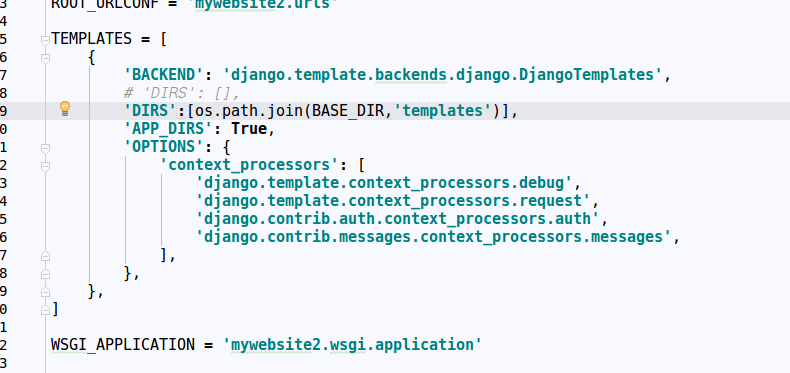 3 ROOT_URLCONF = 'mywebsite2.urls'
4
5 TEMPLATES = [
6     {
7         'BACKEND': 'django.template.backends.django.DjangoTemplates',
8         # 'DIRS': [],
9         'DIRS':[os.path.join(BASE_DIR,'templates')],
0         'APP_DIRS': True,
1         'OPTIONS': {
2             'context_processors': [
3                 'django.template.context_processors.debug',
4                 'django.template.context_processors.request',
5                 'django.contrib.auth.context_processors.auth',
6                 'django.contrib.messages.context_processors.messages',
7             ],
8         },
9     },
0 ]
1
2 WSGI_APPLICATION = 'mywebsite2.wsgi.application'
3